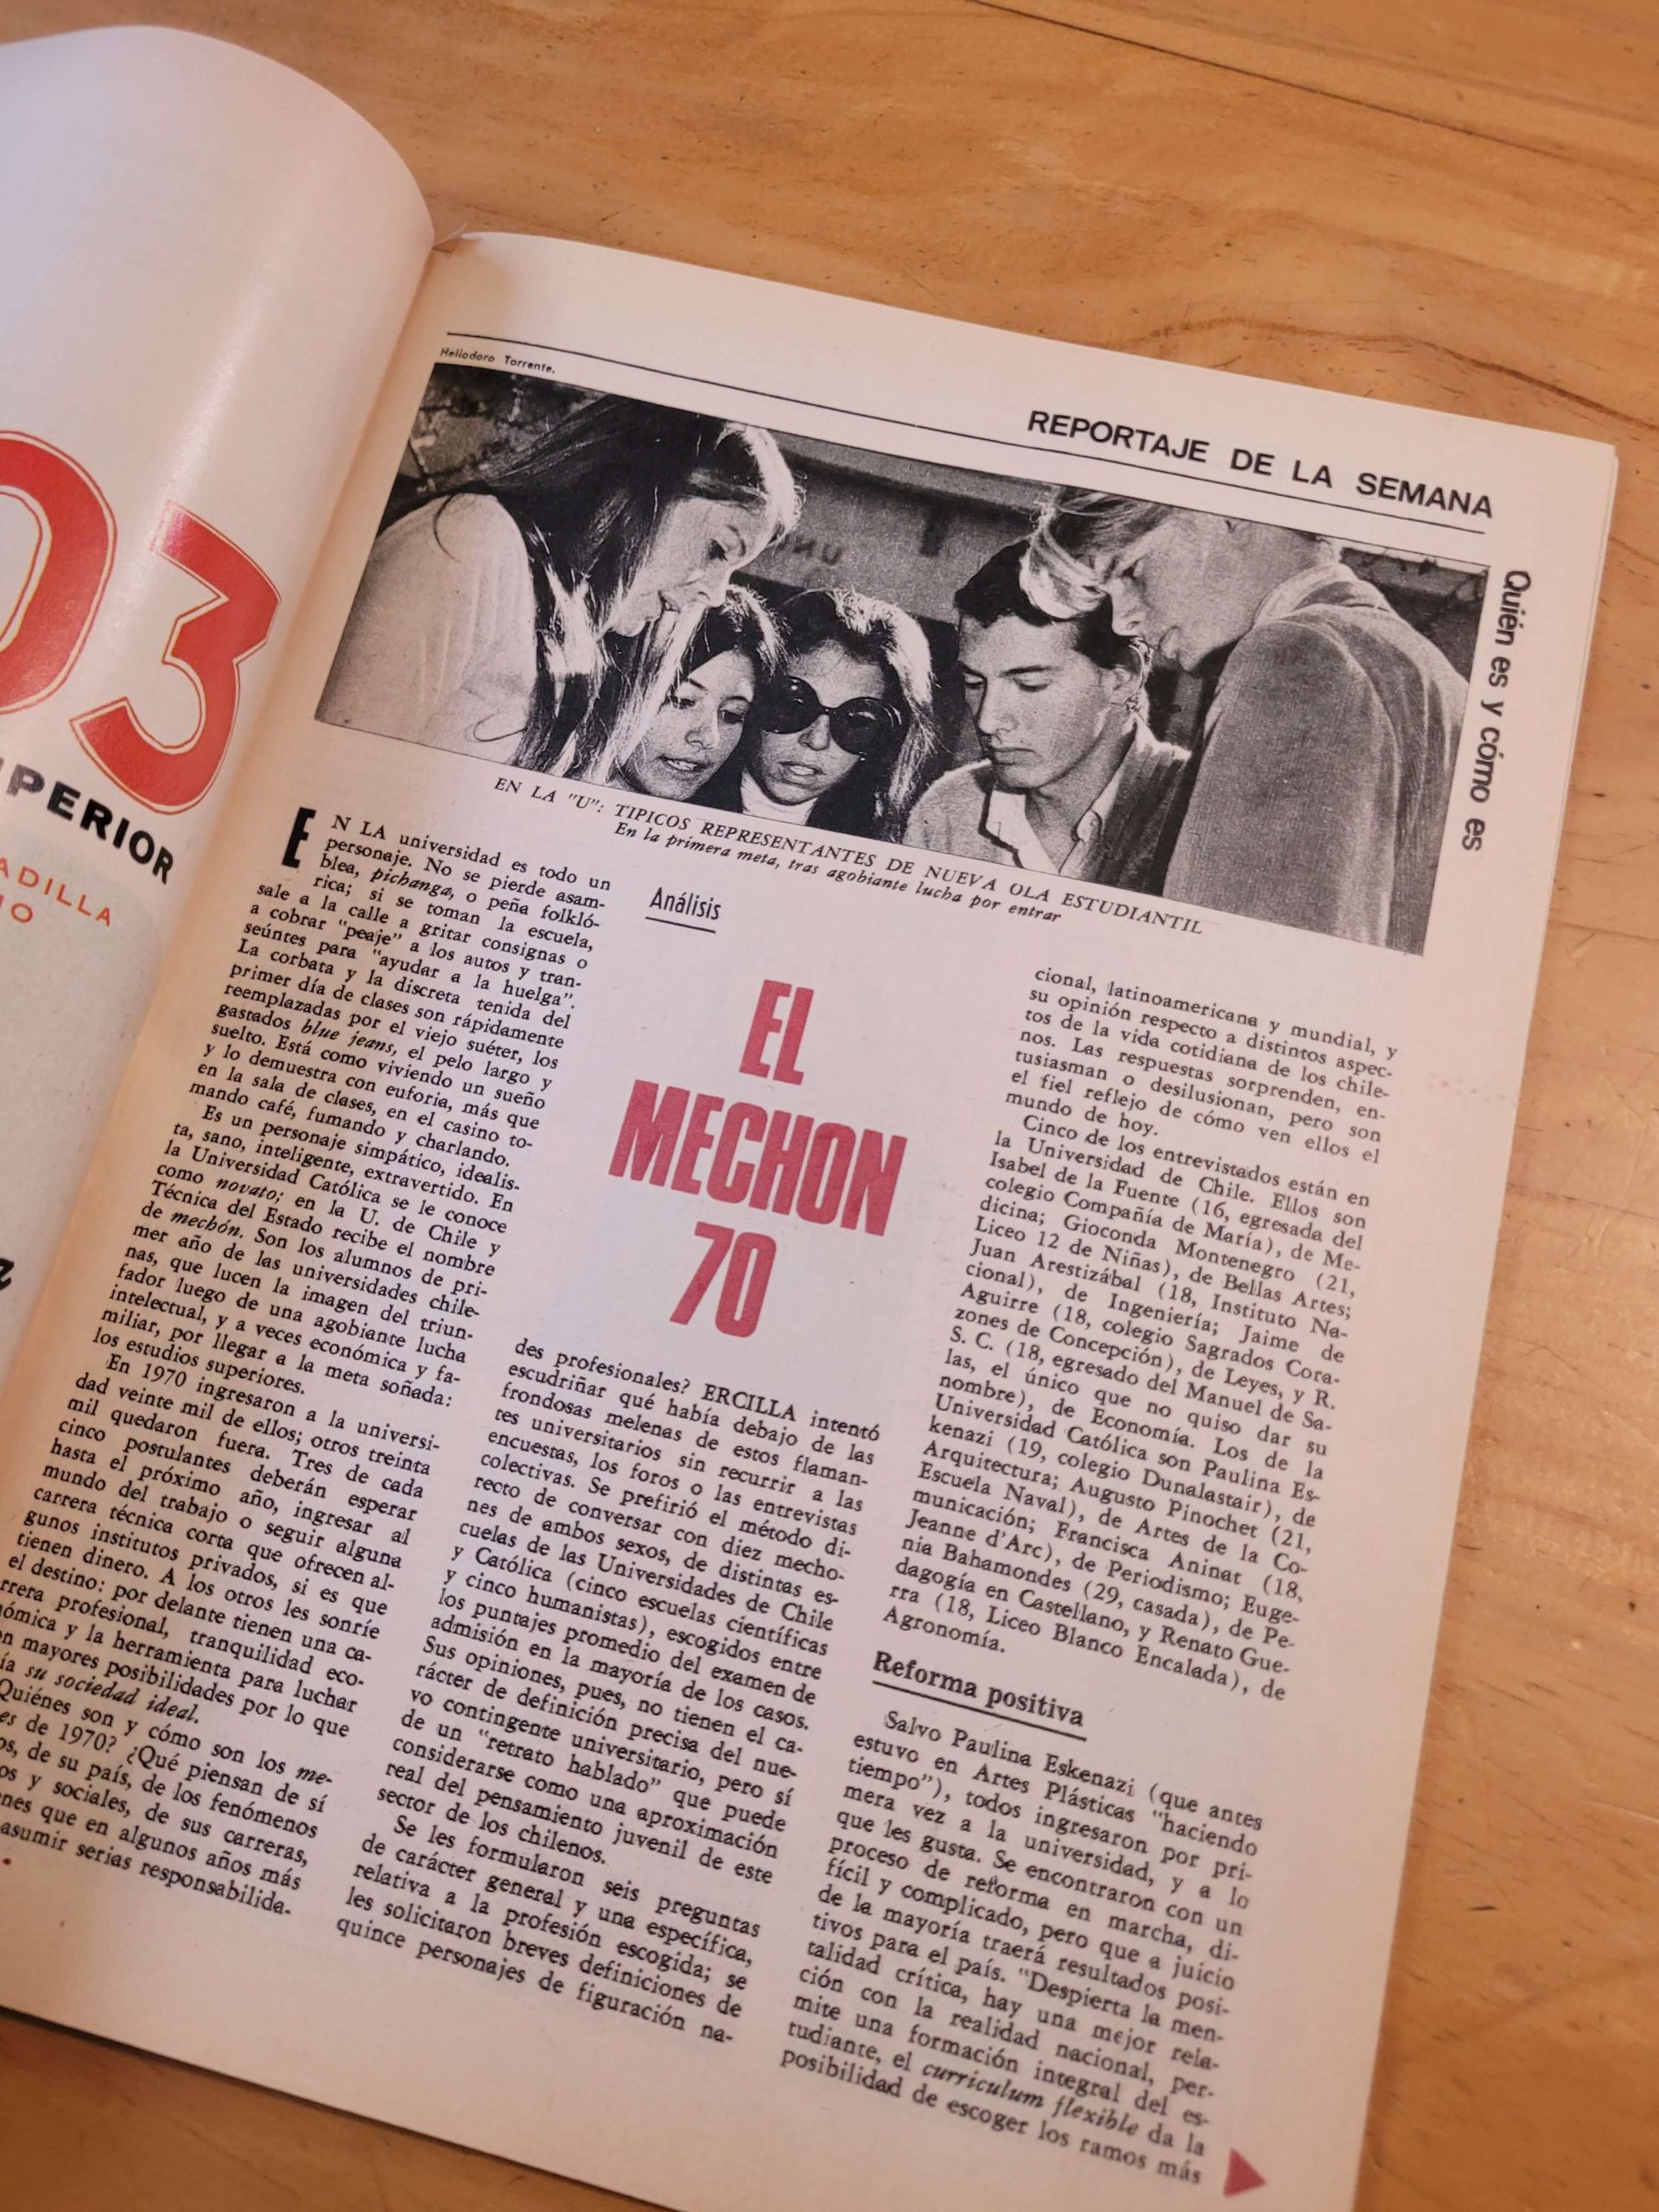 03
PERIOR
ADILLA
IO
Heliodoro Torrente.
REPORTAJE DE LA SEMANA
Quién es y cómo es
EN LA "U": TIPICOS REPRESENTANTES DE NUEVA OLA ESTUDIANTIL
En la primera meta, tras agobiante lucha por entrar
EN LA universidad es todo un
personaje. No se pierde asam-
blea, pichanga, o peña folkló-
rica; si se toman la escuela,
sale a la calle a gritar consignas o
a cobrar "peaje" a los autos y tran-
seúntes para "ayudar a la huelga".
La corbata y la discreta tenida del
primer día de clases son rápidamente
reemplazadas por el viejo suéter, los
gastados blue jeans, el pelo largo y
suelto. Está como viviendo un sueño
y lo demuestra con euforia, más que
en la sala de clases, en el casino to-
mando café, fumando y charlando.
Es un personaje simpático, idealis-
ta, sano, inteligente, extravertido. En
la Universidad Católica se le conoce
como novato; en la U. de Chile y
Técnica del Estado recibe el nombre
de mechón. Son los alumnos de pri-
mer año de las universidades chile-
nas, que lucen la imagen del triun-
fador luego de una agobiante lucha
intelectual, y a veces económica y fa-
miliar, por llegar a la meta soñada:
los estudios superiores.
En 1970 ingresaron a la universi-
dad veinte mil de ellos; otros treinta
mil quedaron fuera. Tres de cada
cinco postulantes deberán esperar
hasta el próximo año, ingresar al
mundo del trabajo o seguir alguna
carrera técnica corta que ofrecen al-
gunos institutos privados, si es que
tienen dinero. A los otros les sonríe
el destino: por delante tienen una ca-
rrera profesional, tranquilidad eco-
nómica y la herramienta para luchar
n mayores posibilidades por lo que
ía su sociedad ideal.
Quiénes son y cómo son los me-
es de 1970? ¿Qué piensan de sí
os, de su país, de los fenómenos
os y sociales, de sus carreras,
nes que en algunos años más
asumir serias responsabilida-
Análisis
EL
MECHON
70
des profesionales? ERCILLA intentó
escudriñar qué había debajo de las
frondosas melenas de estos flaman-
tes universitarios sin recurrir a las
encuestas, los foros o las entrevistas
colectivas. Se prefirió el método di-
recto de conversar con diez mecho-
nes de ambos sexos, de distintas es-
cuelas de las Universidades de Chile
y Católica (cinco escuelas científicas
y cinco humanistas), escogidos entre
los puntajes promedio del examen de
admisión en la mayoría de los casos.
Sus opiniones, pues, no tienen el ca-
rácter de definición precisa del nue-
vo contingente universitario, pero sí
de un "retrato hablado" que puede
considerarse como una aproximación
real del pensamiento juvenil de este
sector de los chilenos.
Se les formularon seis preguntas
de carácter general y una específica,
relativa a la profesión escogida; se
les solicitaron breves definiciones de
quince personajes de figuración na-
cional, latinoamericana y mundial, y
su opinión respecto a distintos aspec-
tos de la vida cotidiana de los chile-
nos. Las respuestas sorprenden, en-
tusiasman o desilusionan, pero son
el fiel reflejo de cómo ven ellos el
mundo de hoy.
Cinco de los entrevistados están en
la Universidad de Chile. Ellos son
Isabel de la Fuente (16, egresada del
colegio Compañía de María), de Me-
dicina; Gioconda Montenegro (21,
Liceo 12 de Niñas), de Bellas Artes;
Juan Arestizábal (18, Instituto Na-
cional), de Ingeniería; Jaime de
Aguirre (18, colegio Sagrados Cora-
zones de Concepción), de Leyes, y R.
S. C. (18, egresado del Manuel de Sa-
las, el único que no quiso dar su
nombre), de Economía. Los de la
Universidad Católica son Paulina Es-
kenazi (19, colegio Dunalastair), de
Arquitectura; Augusto Pinochet (21,
Escuela Naval), de Artes de la Co-
municación; Francisca Aninat (18,
Jeanne d'Arc), de Periodismo; Euge-
nia Bahamondes (29, casada), de Pe-
dagogía en Castellano, y Renato Gue-
rra (18, Liceo Blanco Encalada), de
Agronomía.
Reforma positiva
Salvo Paulina Eskenazi (que antes
estuvo en Artes Plásticas "haciendo
tiempo"), todos ingresaron por pri-
mera vez a la universidad, y a lo
que les gusta. Se encontraron con un
proceso de reforma en marcha, di-
fícil y complicado, pero que a juicio
de la mayoría traerá resultados posi-
tivos para el país. "Despierta la men-
talidad crítica, hay una mejor rela-
ción con la realidad nacional, per-
mite una formación integral del es-
tudiante, el curriculum flexible da la
posibilidad de escoger los ramos más